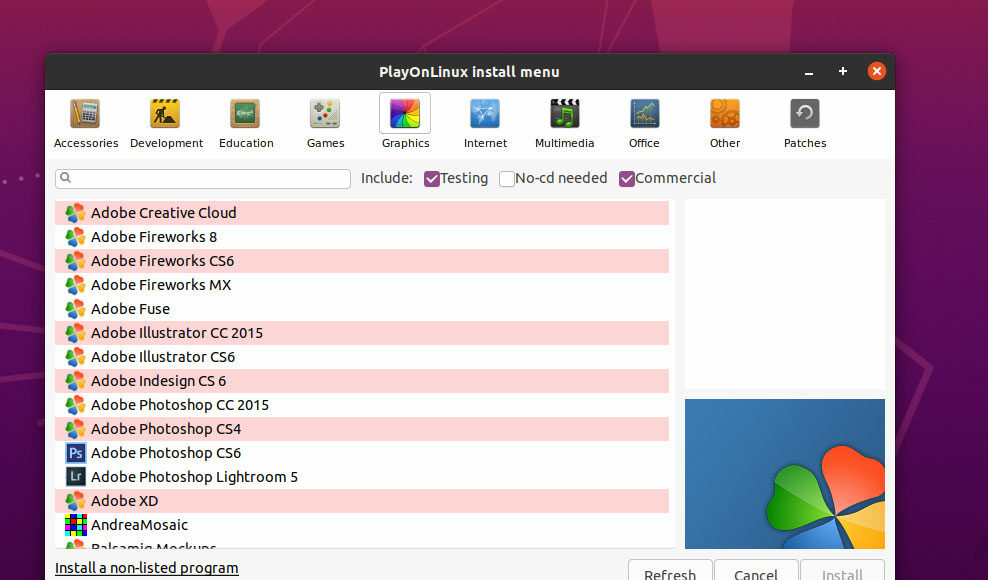 PlayOnLinux install menu
Accessories Development Education Games Graphics Internet Multimedia Office Other Patches
Include: Testing No-cd needed Commercial
Adobe Creative Cloud
Adobe Fireworks 8
Adobe Fireworks CS6
Adobe Fireworks MX
Adobe Fuse
Adobe Illustrator CC 2015
Adobe Illustrator CS6
Adobe Indesign CS 6
Adobe Photoshop CC 2015
Adobe Photoshop CS4
Ps Adobe Photoshop CS6
Lr Adobe Photoshop Lightroom 5
Adobe XD
AndreaMosaic
Balsamiq Mockups
Install a non-listed program
Refresh Cancel Install